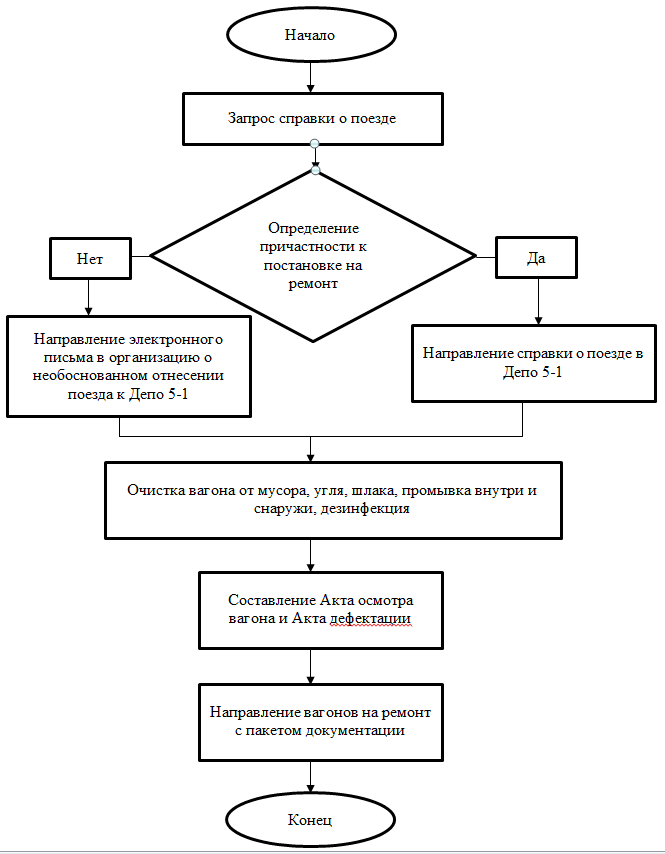 Начало
Запрос справки о поезде
Определение
причастности к
постановке на
ремонт
Нет
Да
Направление электронного
письма в организацию о
необоснованном отнесении
поезда к Депо 5-1
Направление справки о поезде в
Депо 5-1
Очистка вагона от мусора, угля, шлака, промывка внутри и
снаружи, дезинфекция
Составление Акта осмотра
вагона и Акта дефектации
Направление вагонов на ремонт
с пакетом документации
Конец